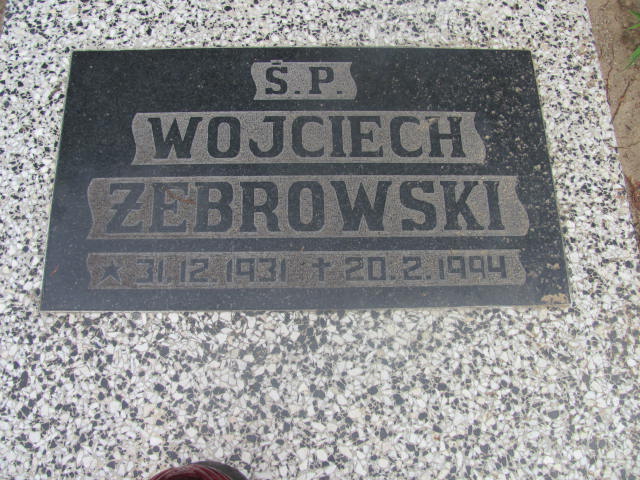 Ś.P.
WOJCIECH
ŻEBROWSKI
★ 31.12.1931 ✝ 20.2.1994